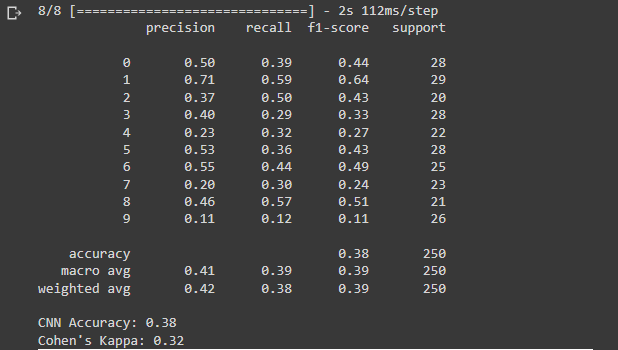 8/8 [==============================] - 2s 112ms/step
precision recall f1-score support
0 0.50 0.39 0.44 28
1 0.71 0.59 0.64 29
2 0.37 0.50 0.43 20
3 0.40 0.29 0.33 28
4 0.23 0.32 0.27 22
5 0.53 0.36 0.43 28
6 0.55 0.44 0.49 25
7 0.20 0.30 0.24 23
8 0.46 0.57 0.51 21
9 0.11 0.12 0.11 26
accuracy 0.38 250
macro avg 0.41 0.39 0.39 250
weighted avg 0.42 0.38 0.39 250
CNN Accuracy: 0.38
Cohen's Kappa: 0.32